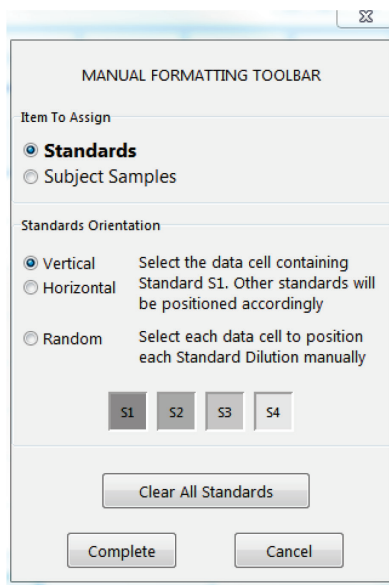 MANUAL FORMATTING TOOLBAR
Item To Assign
Standards
Subject Samples
Standards Orientation
Vertical
Horizontal
Select the data cell containing
Standard S1. Other standards will
be positioned accordingly
Random
Select each data cell to position
each Standard Dilution manually
S1 S2 S3 S4
Clear All Standards
Complete Cancel